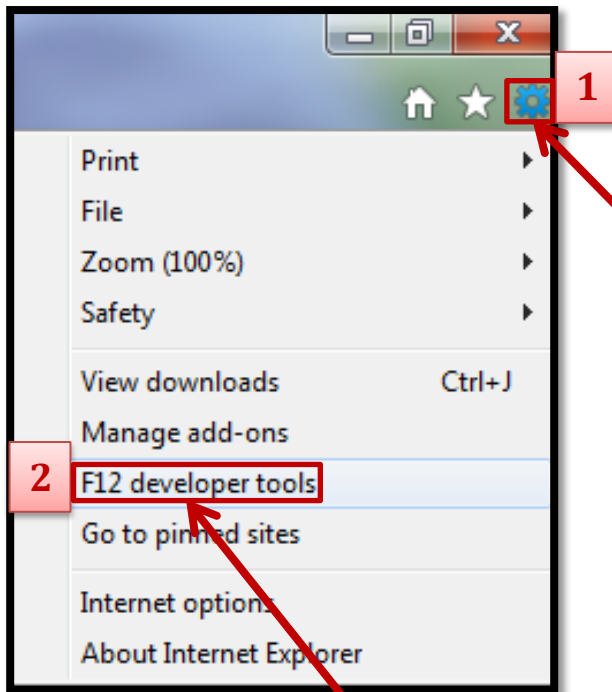 1
Print
File
Zoom (100%)
Safety
View downloads Ctrl+J
Manage add-ons
2 F12 developer tools
Go to pinned sites
Internet options
About Internet Explorer